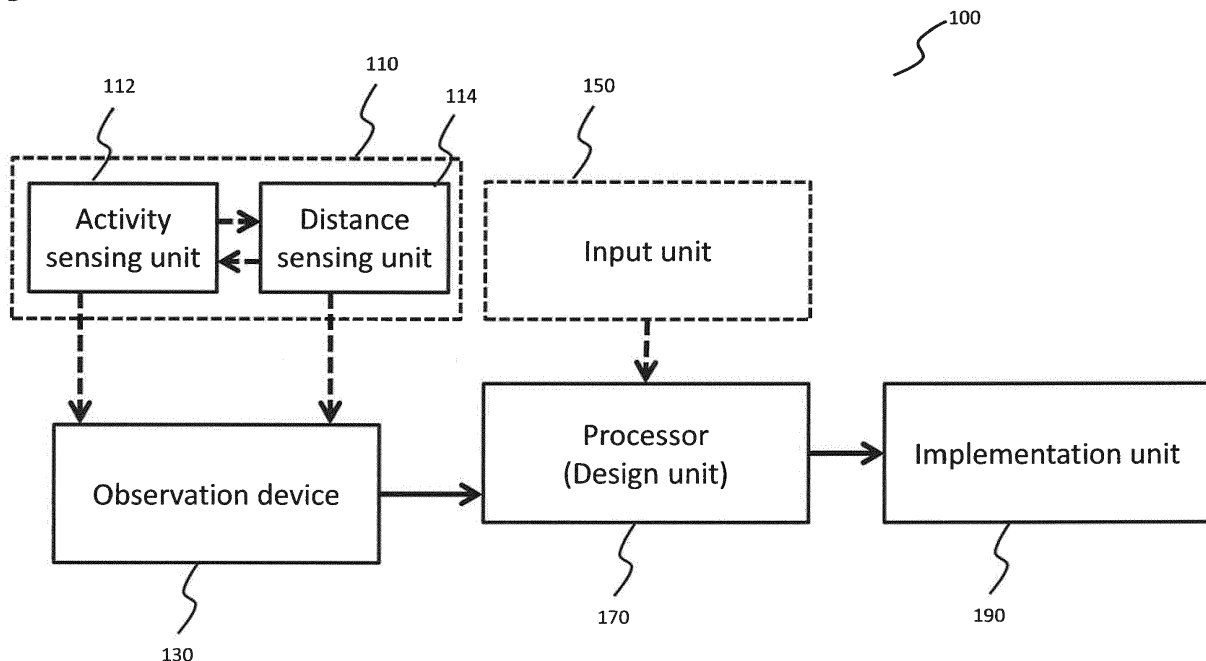 100
110
112
114
150
Activity
sensing unit
Distance
sensing unit
Input unit
Processor
(Design unit)
Implementation unit
Observation device
170
190
130